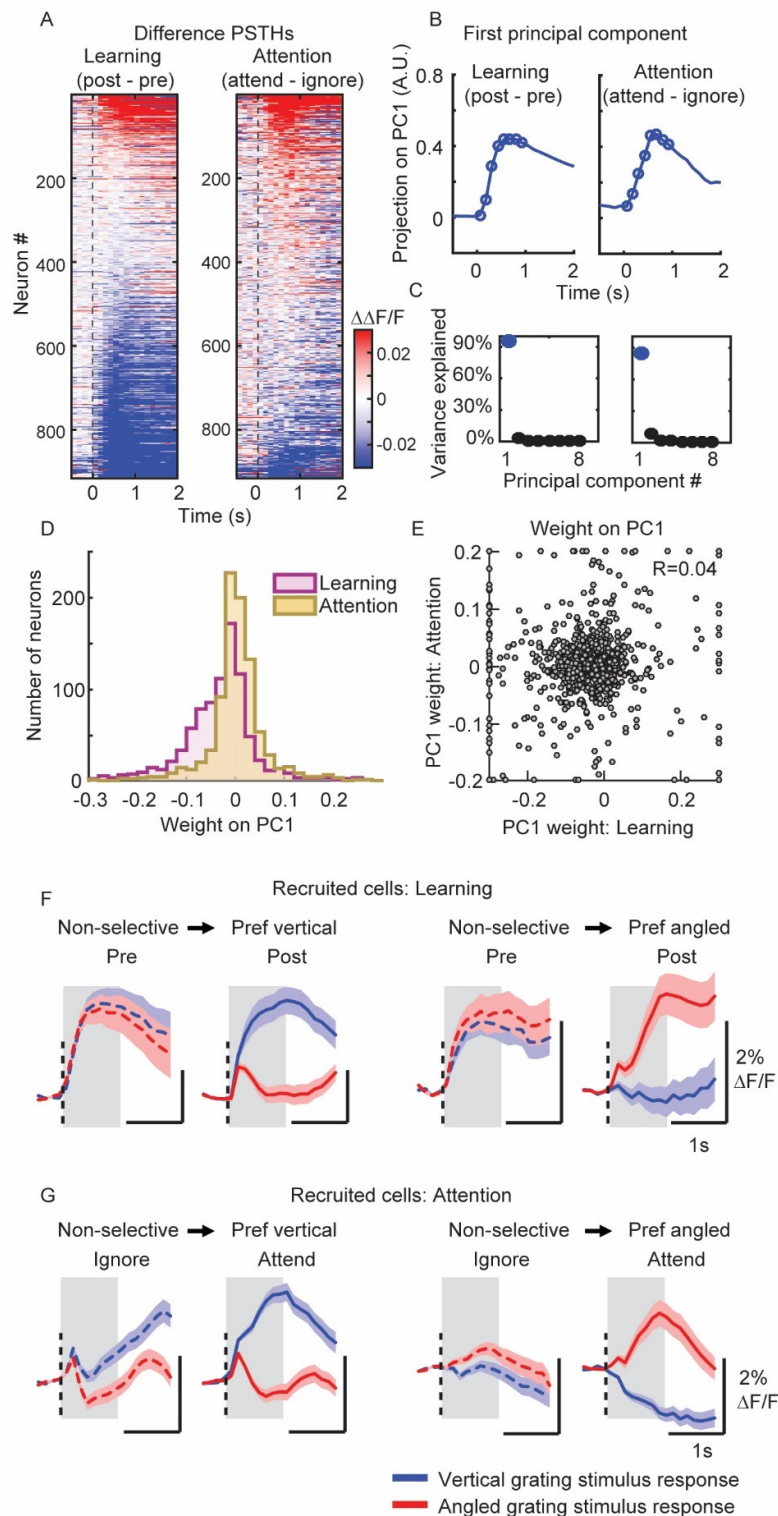 A
Difference PSTHs
Learning
(post - pre)
Attention
(attend - ignore)
Neuron #
200
400
600
800
200
400
600
800
ΔΔF/F
0.02
0
-0.02
0 1 2
0 1 2
Time (s)
B
First principal component
Learning
(post - pre)
Attention
(attend - ignore)
Projection on PC1 (A.U.)
0.8
0.4
0
0 1 2
0 1 2
Time (s)
C
Variance explained
90%
60%
30%
0%
1 8
1 8
Principal component #
D
Number of neurons
200
100
0
Learning
Attention
-0.3 -0.2 -0.1 0 0.1 0.2
Weight on PC1
E
Weight on PC1
R=0.04
PC1 weight: Attention
0.2
0.1
0
-0.1
-0.2
-0.2 0 0.2
PC1 weight: Learning
F
Recruited cells: Learning
Non-selective Pref vertical
Pre Post
Non-selective Pref angled
Pre Post
2%
ΔF/F
1s
G
Recruited cells: Attention
Non-selective Pref vertical
Ignore Attend
Non-selective Pref angled
Ignore Attend
2%
ΔF/F
1s
Vertical grating stimulus response
Angled grating stimulus response